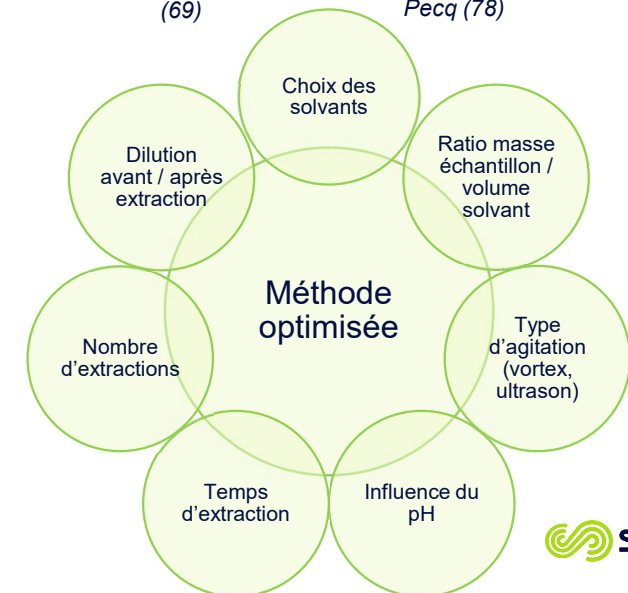 (69)
Pecq (78)
Choix des
solvants
Dilution
avant / après
extraction
Ratio masse
échantillon /
volume
solvant
Méthode
optimisée
Nombre
d’extractions
Type
d’agitation
(vortex,
ultrason)
Temps
d’extraction
Influence du
pH